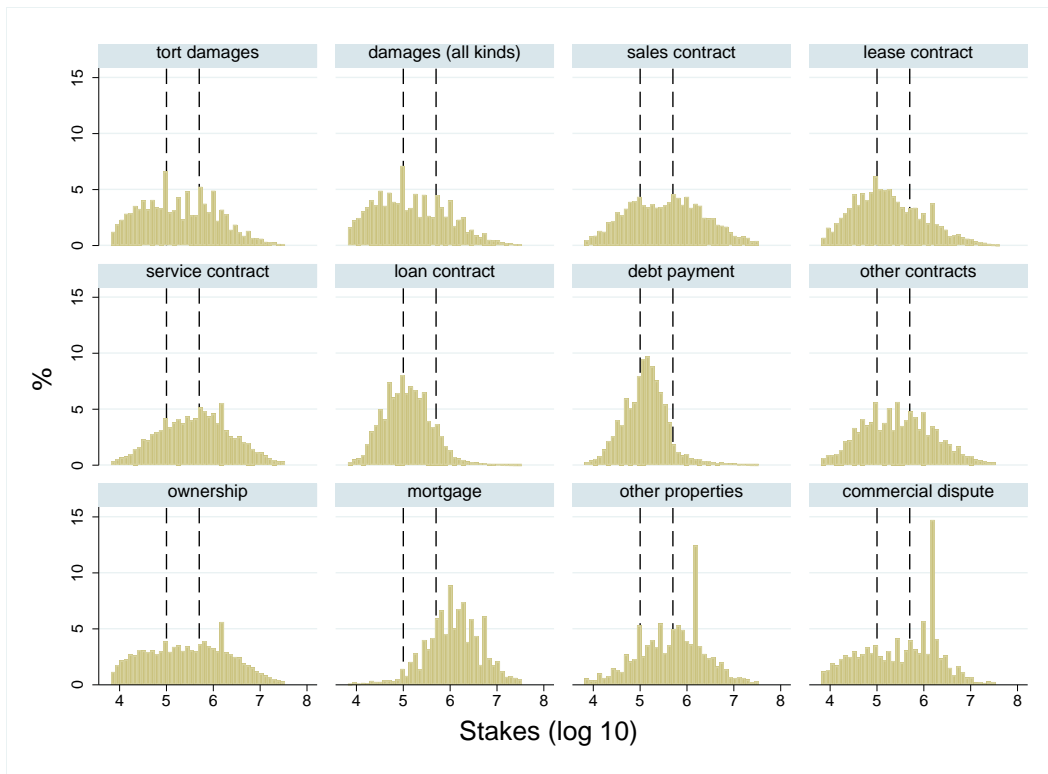 tort damages damages (all kinds) sales contract lease contract
15
10
5
0
service contract loan contract debt payment other contracts
15
10
5
0
%
ownership mortgage other properties commercial dispute
15
10
5
0
4 5 6 7 8 4 5 6 7 8 4 5 6 7 8 4 5 6 7 8
Stakes (log 10)